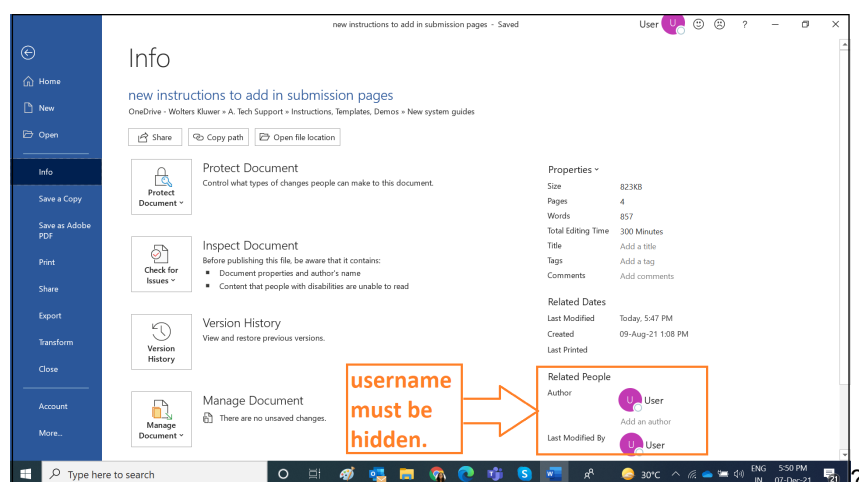 new instructions to add in submission pages - Saved
User U
?
Info
Home
New
Open
Info
Save a Copy
Save as Adobe
PDF
Print
Share
Export
Transform
Close
Account
More...
new instructions to add in submission pages
OneDrive - Wolters Kluwer » A. Tech Support » Instructions, Templates, Demos » New system guides
Share Copy path Open file location
Protect
Document
Protect Document
Control what types of changes people can make to this document.
Check for
Issues
Inspect Document
Before publishing this file, be aware that it contains:
■ Document properties and author's name
■ Content that people with disabilities are unable to read
Version
History
Version History
View and restore previous versions.
Manage
Document
Manage Document
There are no unsaved changes.
username
must be
hidden.
Properties
Size 823KB
Pages 4
Words 857
Total Editing Time 300 Minutes
Title Add a title
Tags Add a tag
Comments Add comments
Related Dates
Last Modified Today, 5:47 PM
Created 09-Aug-21 1:08 PM
Last Printed
Related People
Author U User
Add an author
Last Modified By U User
Type here to search
30°C
ENG
IN
5:50 PM
07-Dec-21
21